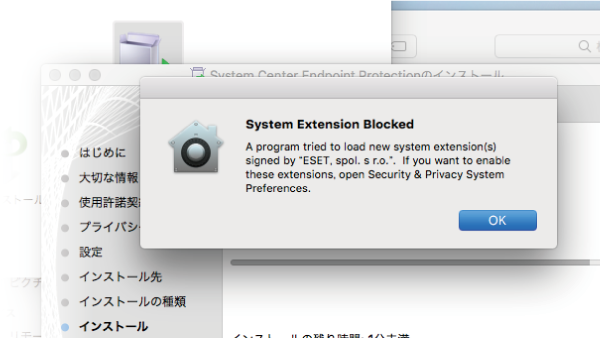 System Center Endpoint Protectionのインストール
System Extension Blocked
A program tried to load new system extension(s)
signed by "ESET, spol. s r.o.". If you want to enable
these extensions, open Security & Privacy System
Preferences.
OK
はじめに
大切な情報
使用許諾契
プライバシ
設定
インストール先
インストールの種類
インストール
インストールの残り時間: 1分未満